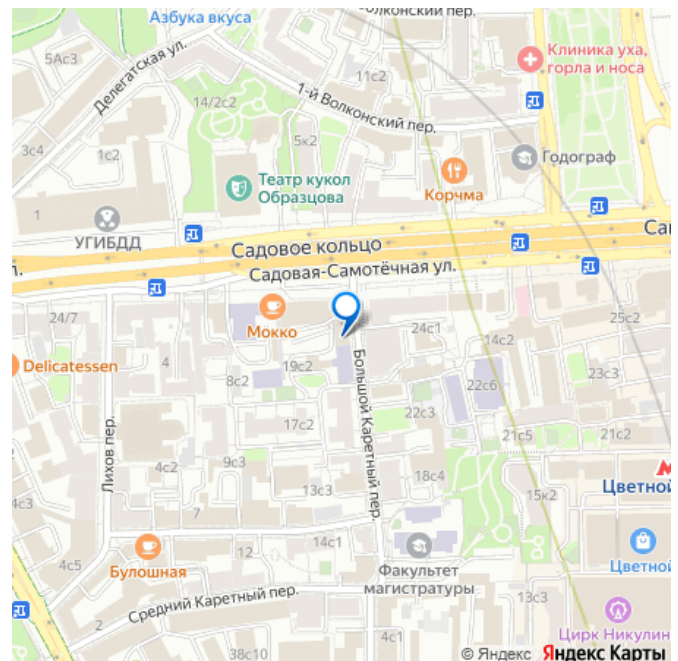 Азбука вкуса
олконский пер.
5Ас3
Делегатская ул.
11с2
Клиника уха,
горла и носа
14/2с2
1-й Волконский пер.
5к2
3с4
1с2
Годограф
Театр кукол
Образцова
Корчма
1
УГИБДД
Садовое кольцо
Са
л.
Садовая-Самотёчная ул.
24/7
Мокко
24с1
25с2
14с2
Delicatessen
19с2
8с2
Большой Каретный пер.
23с3
22с6
22с3
17с2
Лихов пер.
21с5
21с2
9с3
4с2
18с4
Цветной
4с3
13с3
15к2
7
12
14с1
4с5
Булошная
Факультет
магистратуры
Цветной
Средний Каретный пер.
13с3
2
4с1
Цирк Никулин
38с10
© Яндекс Яндекс Карты